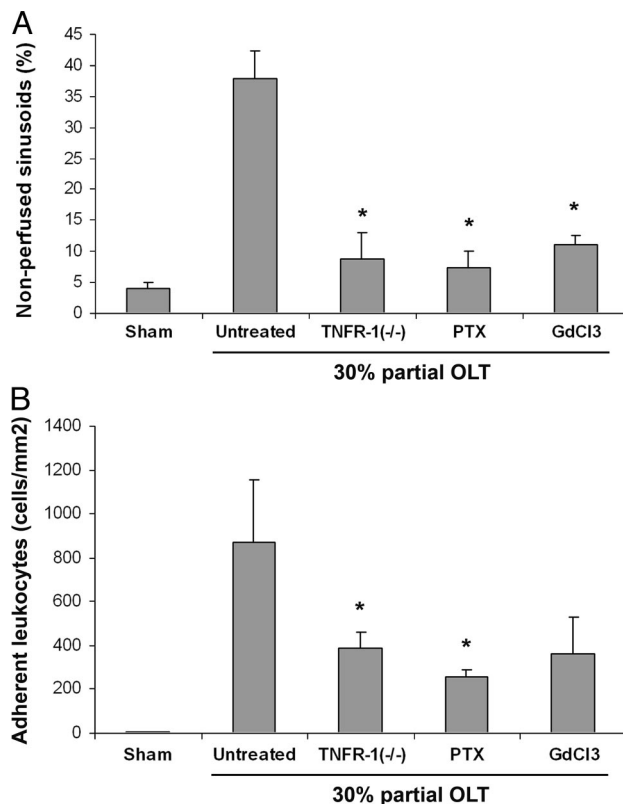 A
Non-perfused sinusoids (%)
45
40
35
30
25
20
15
10
5
0
* * *
Sham Untreated TNFR-1(-/-) PTX GdCl3
30% partial OLT
B
Adherent leukocytes (cells/mm2)
1400
1200
1000
800
600
400
200
0
* *
Sham Untreated TNFR-1(-/-) PTX GdCl3
30% partial OLT